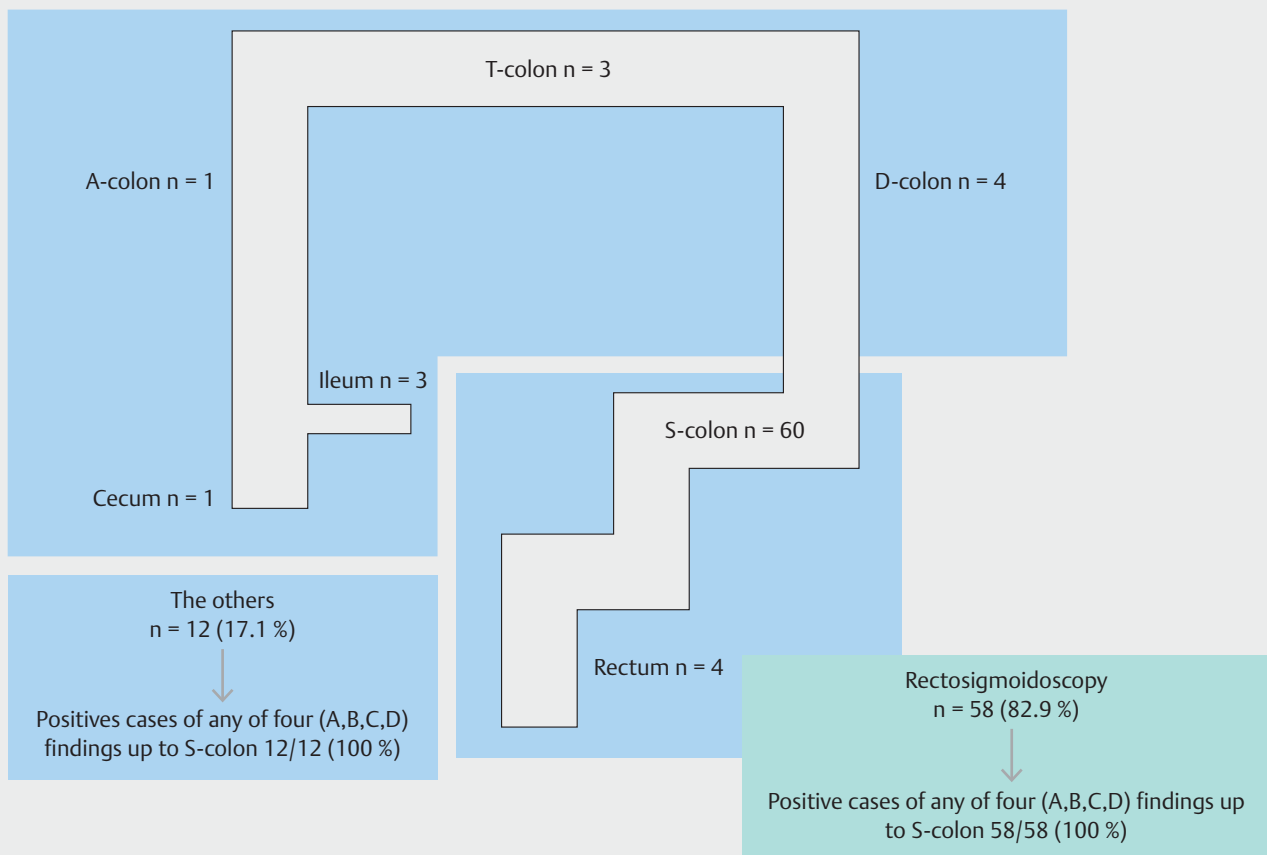 T-colon n = 3
A-colon n = 1
D-colon n = 4
Ileum n = 3
S-colon n = 60
Cecum n = 1
Rectum n = 4
The others
n = 12 (17.1 %)
Positives cases of any of four (A,B,C,D)
findings up to S-colon 12/12 (100 %)
Rectosigmoidoscopy
n = 58 (82.9 %)
Positive cases of any of four (A,B,C,D) findings up
to S-colon 58/58 (100 %)